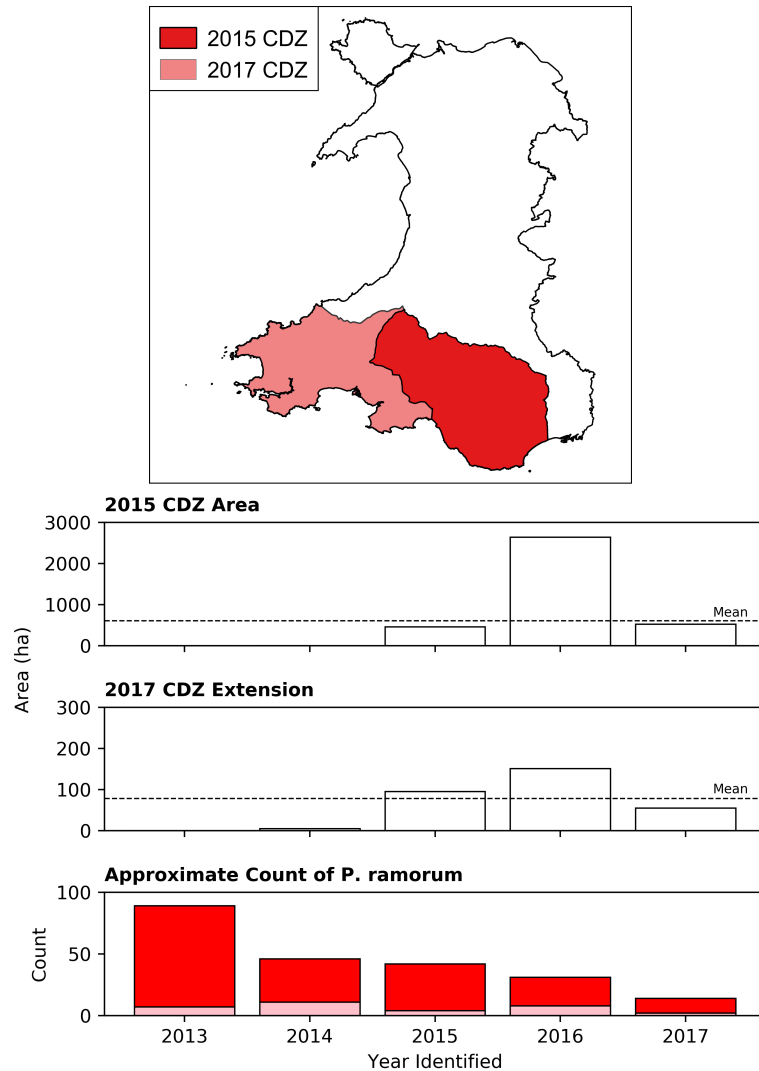 2015 CDZ
2017 CDZ
2015 CDZ Area
3000
2000
1000
0
Mean
Area (ha)
2017 CDZ Extension
300
200
100
0
Mean
Approximate Count of P. ramorum
100
50
0
Count
2013 2014 2015 2016 2017
Year Identified